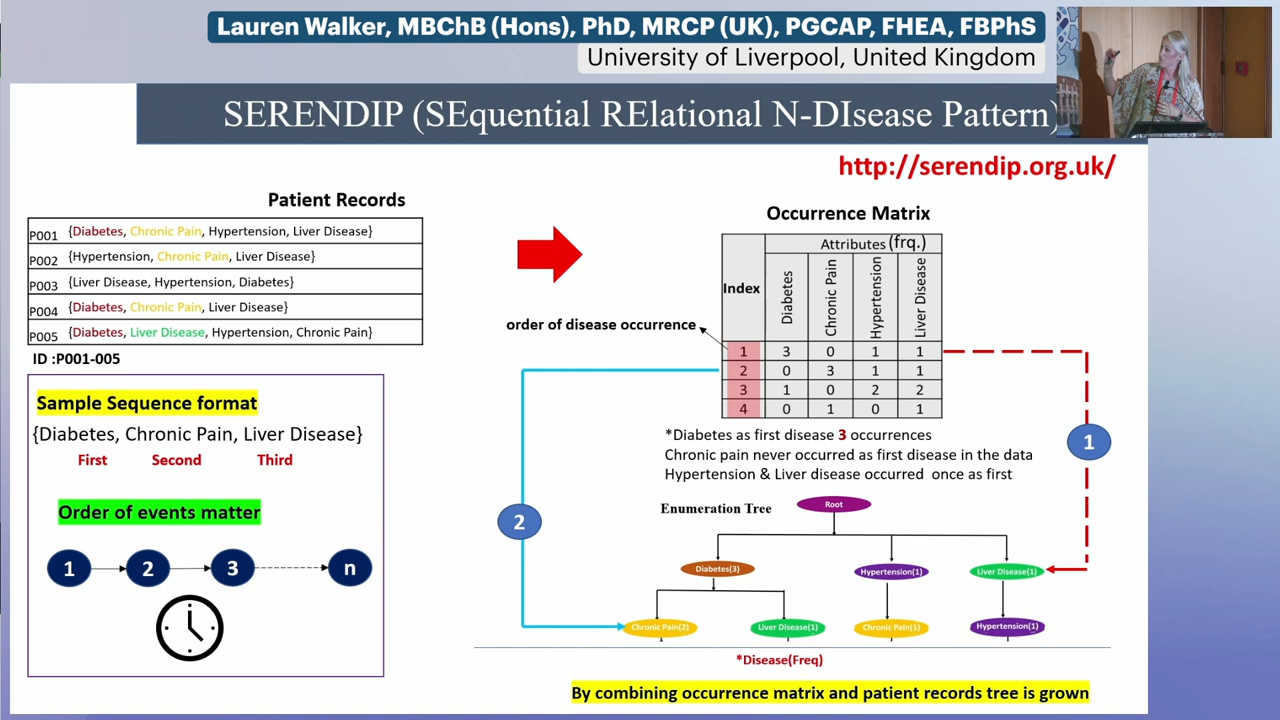 Lauren Walker, MBChB (Hons), PhD, MRCP (UK), PGCAP, FHEA, FBPhS
University of Liverpool, United Kingdom
SERENDIP (SEquential RElational N-DIsease Pattern)
http://serendip.org.uk/
Patient Records
P001 {Diabetes, Chronic Pain, Hypertension, Liver Disease}
P002 {Hypertension, Chronic Pain, Liver Disease}
P003 {Liver Disease, Hypertension, Diabetes}
P004 {Diabetes, Chronic Pain, Liver Disease}
P005 {Diabetes, Liver Disease, Hypertension, Chronic Pain}
ID :P001-005
Sample Sequence format
{Diabetes, Chronic Pain, Liver Disease}
First Second Third
Order of events matter
1 2 3 n
Occurrence Matrix
Attributes (frq.)
Index Diabetes Chronic Pain Hypertension Liver Disease
order of disease occurrence
1 3 0 1 1
2 0 3 1 1
3 1 0 2 2
4 0 1 0 1
*Diabetes as first disease 3 occurrences
Chronic pain never occurred as first disease in the data
Hypertension & Liver disease occurred once as first
1
2
Enumeration Tree
Root
Diabetes(3) Hypertension(1) Liver Disease(1)
Chronic Pain(2) Liver Disease(1) Chronic Pain(1) Hypertension(1)
*Disease(Freq)
By combining occurrence matrix and patient records tree is grown